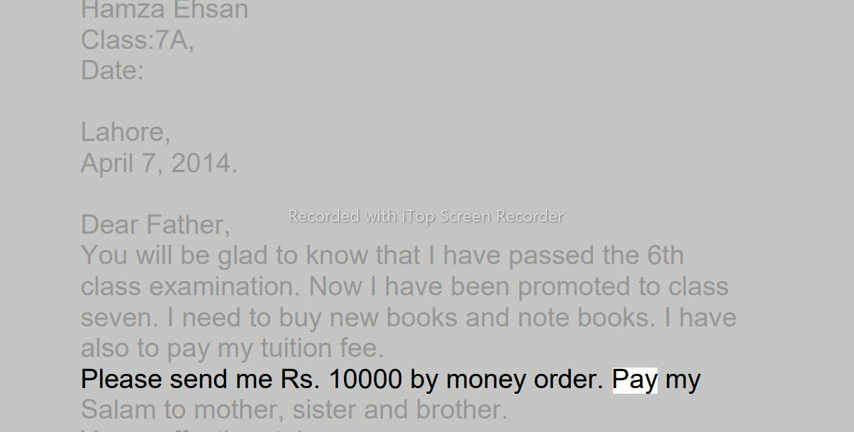 Hamza Ehsan
Class:7A,
Date:
Lahore,
April 7, 2014.
Recorded with iTop Screen Recorder
Dear Father,
You will be glad to know that I have passed the 6th
class examination. Now I have been promoted to class
seven. I need to buy new books and note books. I have
also to pay my tuition fee.
Please send me Rs. 10000 by money order. Pay my
Salam to mother, sister and brother.